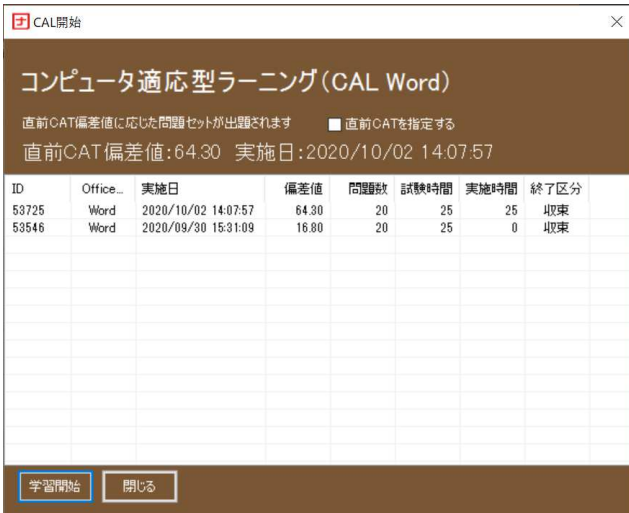 ナ CAL開始
コンピュータ適応型ラーニング(CAL Word)
直前CAT偏差値に応じた問題セットが出題されます 直前CATを指定する
直前CAT偏差値:64.30 実施日:2020/10/02 14:07:57
ID Office... 実施日 偏差値 問題数 試験時間 実施時間 終了区分
53725 Word 2020/10/02 14:07:57 64.30 20 25 25 収束
53546 Word 2020/09/30 15:31:09 16.80 20 25 0 収束
学習開始 閉じる